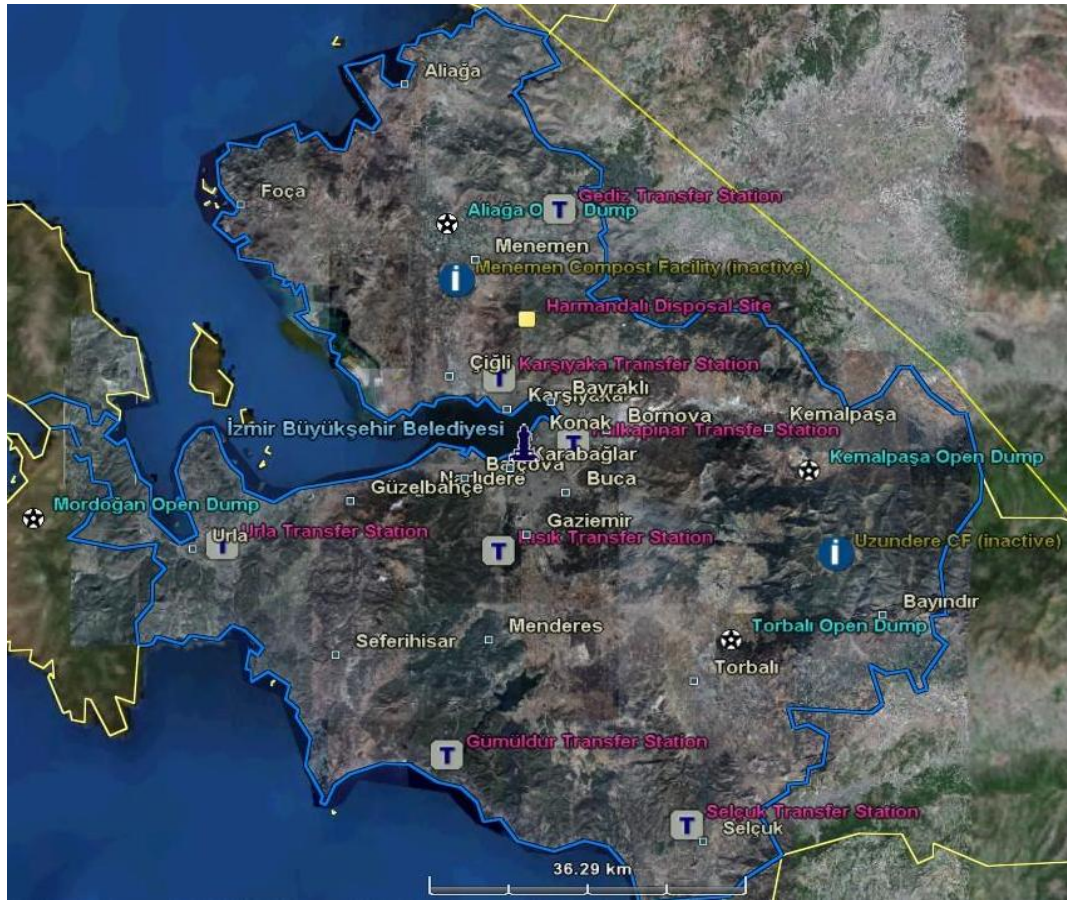 Aliağa
Foça
Gediz Transfer Station
T
Aliağa O Dump
Menemen
Menemen Compost Facility (inactive)
i
Harmandalı Disposal Site
Çiğli
Karşıyaka Transfer Station
T
Bayraklı
Karşıyaka
Konak
Bornova
Kemalpaşa
İzmir Büyükşehir Belediyesi
T
Transfer Station
Karabağlar
Kemalpaşa Open Dump
Balçova
Narlıdere
Buca
Güzelbahçe
Mordoğan Open Dump
Gaziemir
Urla Transfer Station
Urla
T
Transfer Station
T
Uzundere CF (inactive)
i
Bayındır
Menderes
Torbalı Open Dump
Seferihisar
Torbalı
Gümüldür Transfer Station
T
Selçuk Transfer Station
T
Selçuk
36.29 km